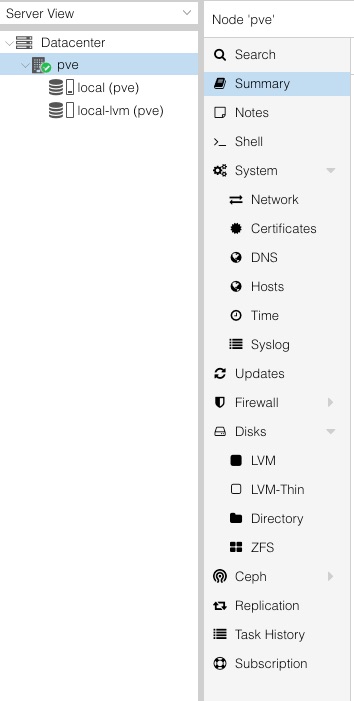 Server View
Datacenter
pve
local (pve)
local-lvm (pve)
Node 'pve'
Search
Summary
Notes
Shell
System
Network
Certificates
DNS
Hosts
Time
Syslog
Updates
Firewall
Disks
LVM
LVM-Thin
Directory
ZFS
Ceph
Replication
Task History
Subscription